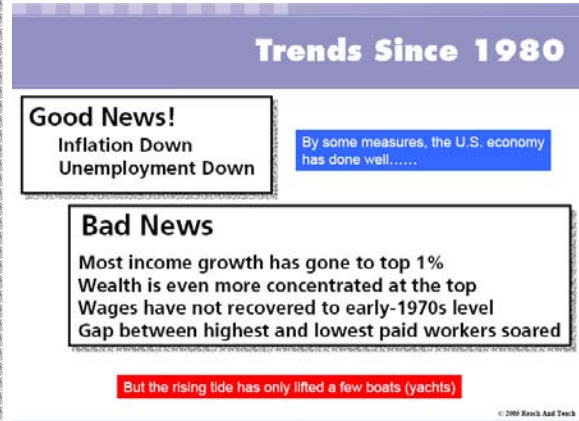 Trends Since 1980
Good News!
Inflation Down
Unemployment Down
By some measures, the U.S. economy
has done well......
Bad News
Most income growth has gone to top 1%
Wealth is even more concentrated at the top
Wages have not recovered to early-1970s level
Gap between highest and lowest paid workers soared
But the rising tide has only lifted a few boats (yachts)
© 2005 Reach And Teach